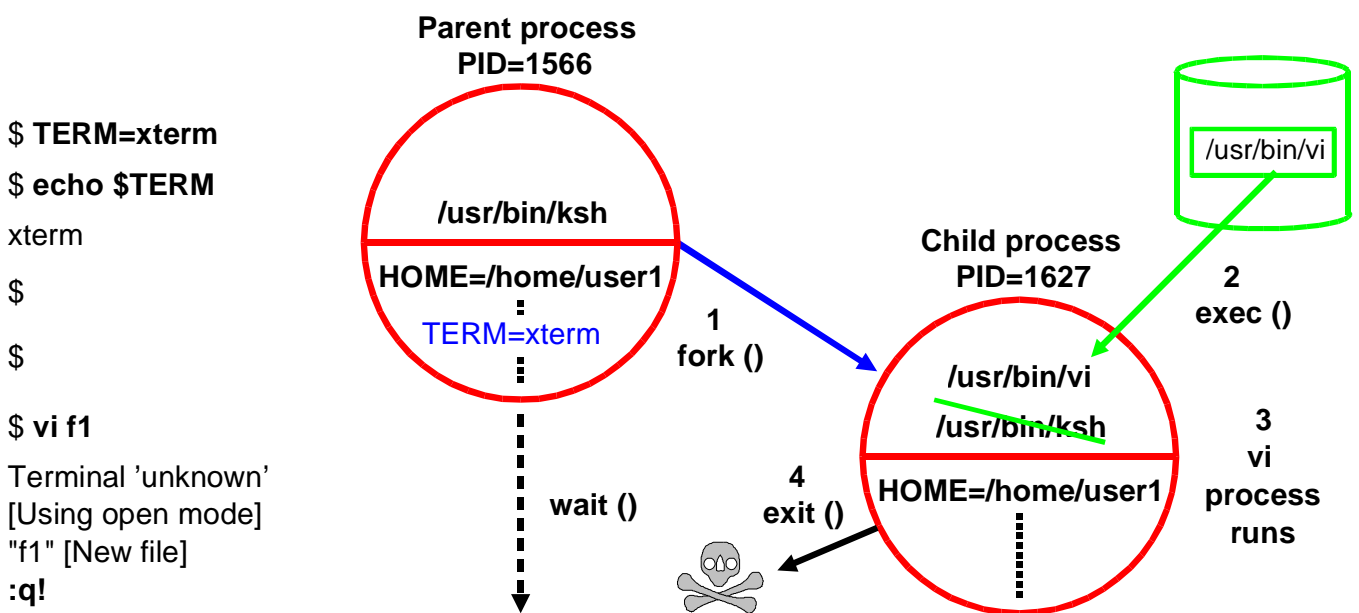 $ TERM=xterm
$ echo $TERM
xterm
$
$
$ vi f1
Terminal ’unknown’
[Using open mode]
"f1" [New file]
:q!
Parent process
PID=1566
/usr/bin/ksh
HOME=/home/user1
TERM=xterm
wait ()
1
fork ()
Child process
PID=1627
/usr/bin/vi
/usr/bin/ksh
HOME=/home/user1
/usr/bin/vi
2
exec ()
3
vi
process
runs
4
exit ()